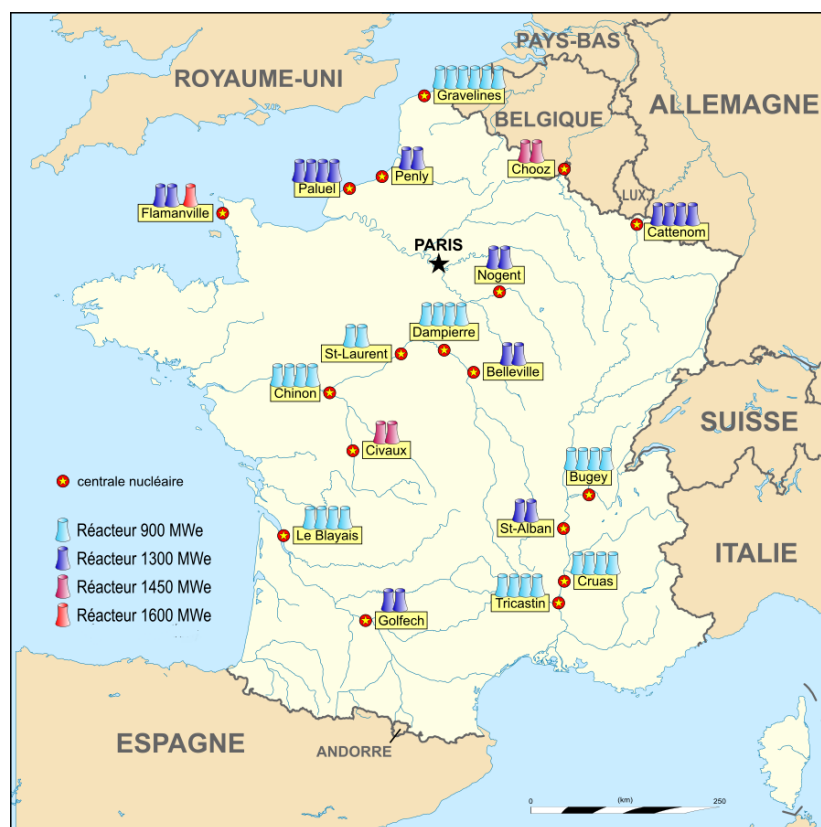 PAYS-BAS
ROYAUME-UNI
ALLEMAGNE
Gravelines
BELGIQUE
Penly
Chooz
Paluel
LUX.
Flamanville
Cattenom
PARIS
Nogent
Dampierre
St-Laurent
Belleville
Chinon
SUISSE
Civaux
Bugey
centrale nucléaire
Réacteur 900 MWe
Réacteur 1300 MWe
Réacteur 1450 MWe
Réacteur 1600 MWe
Le Blayais
St-Alban
ITALIE
Cruas
Tricastin
Golfech
ESPAGNE
ANDORRE
(km)
0
250